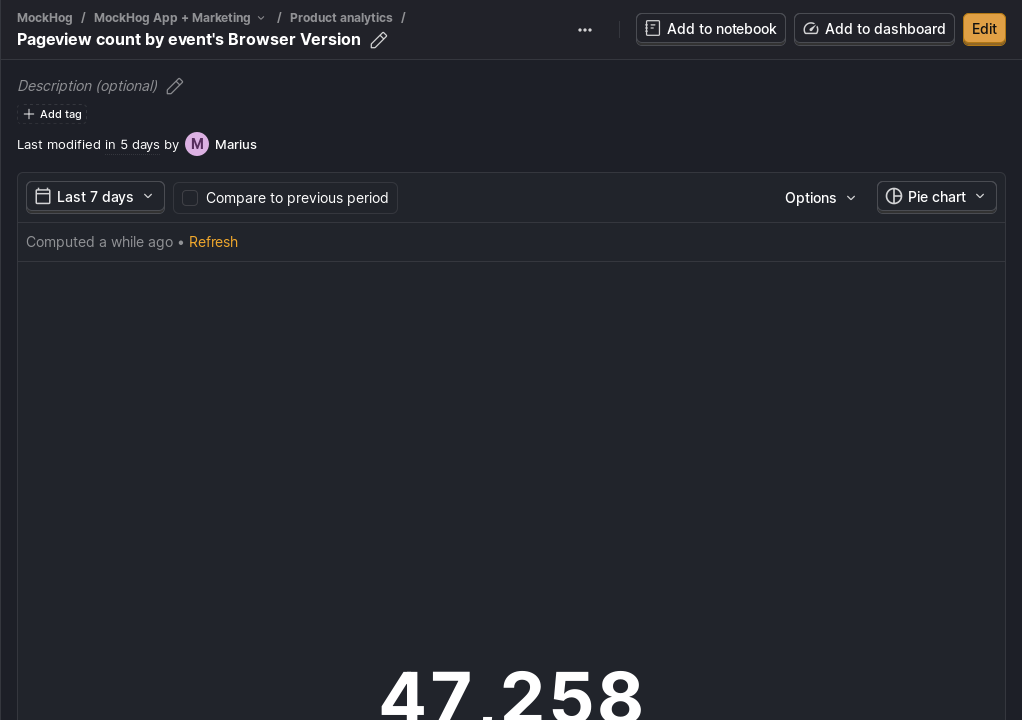 MockHog / MockHog App + Marketing / Product analytics /
Pageview count by event's Browser Version
Add to notebook
Add to dashboard
Edit
Description (optional)
Add tag
Last modified in 5 days by M Marius
Last 7 days
Compare to previous period
Options
Pie chart
Computed a while ago • Refresh
47,258